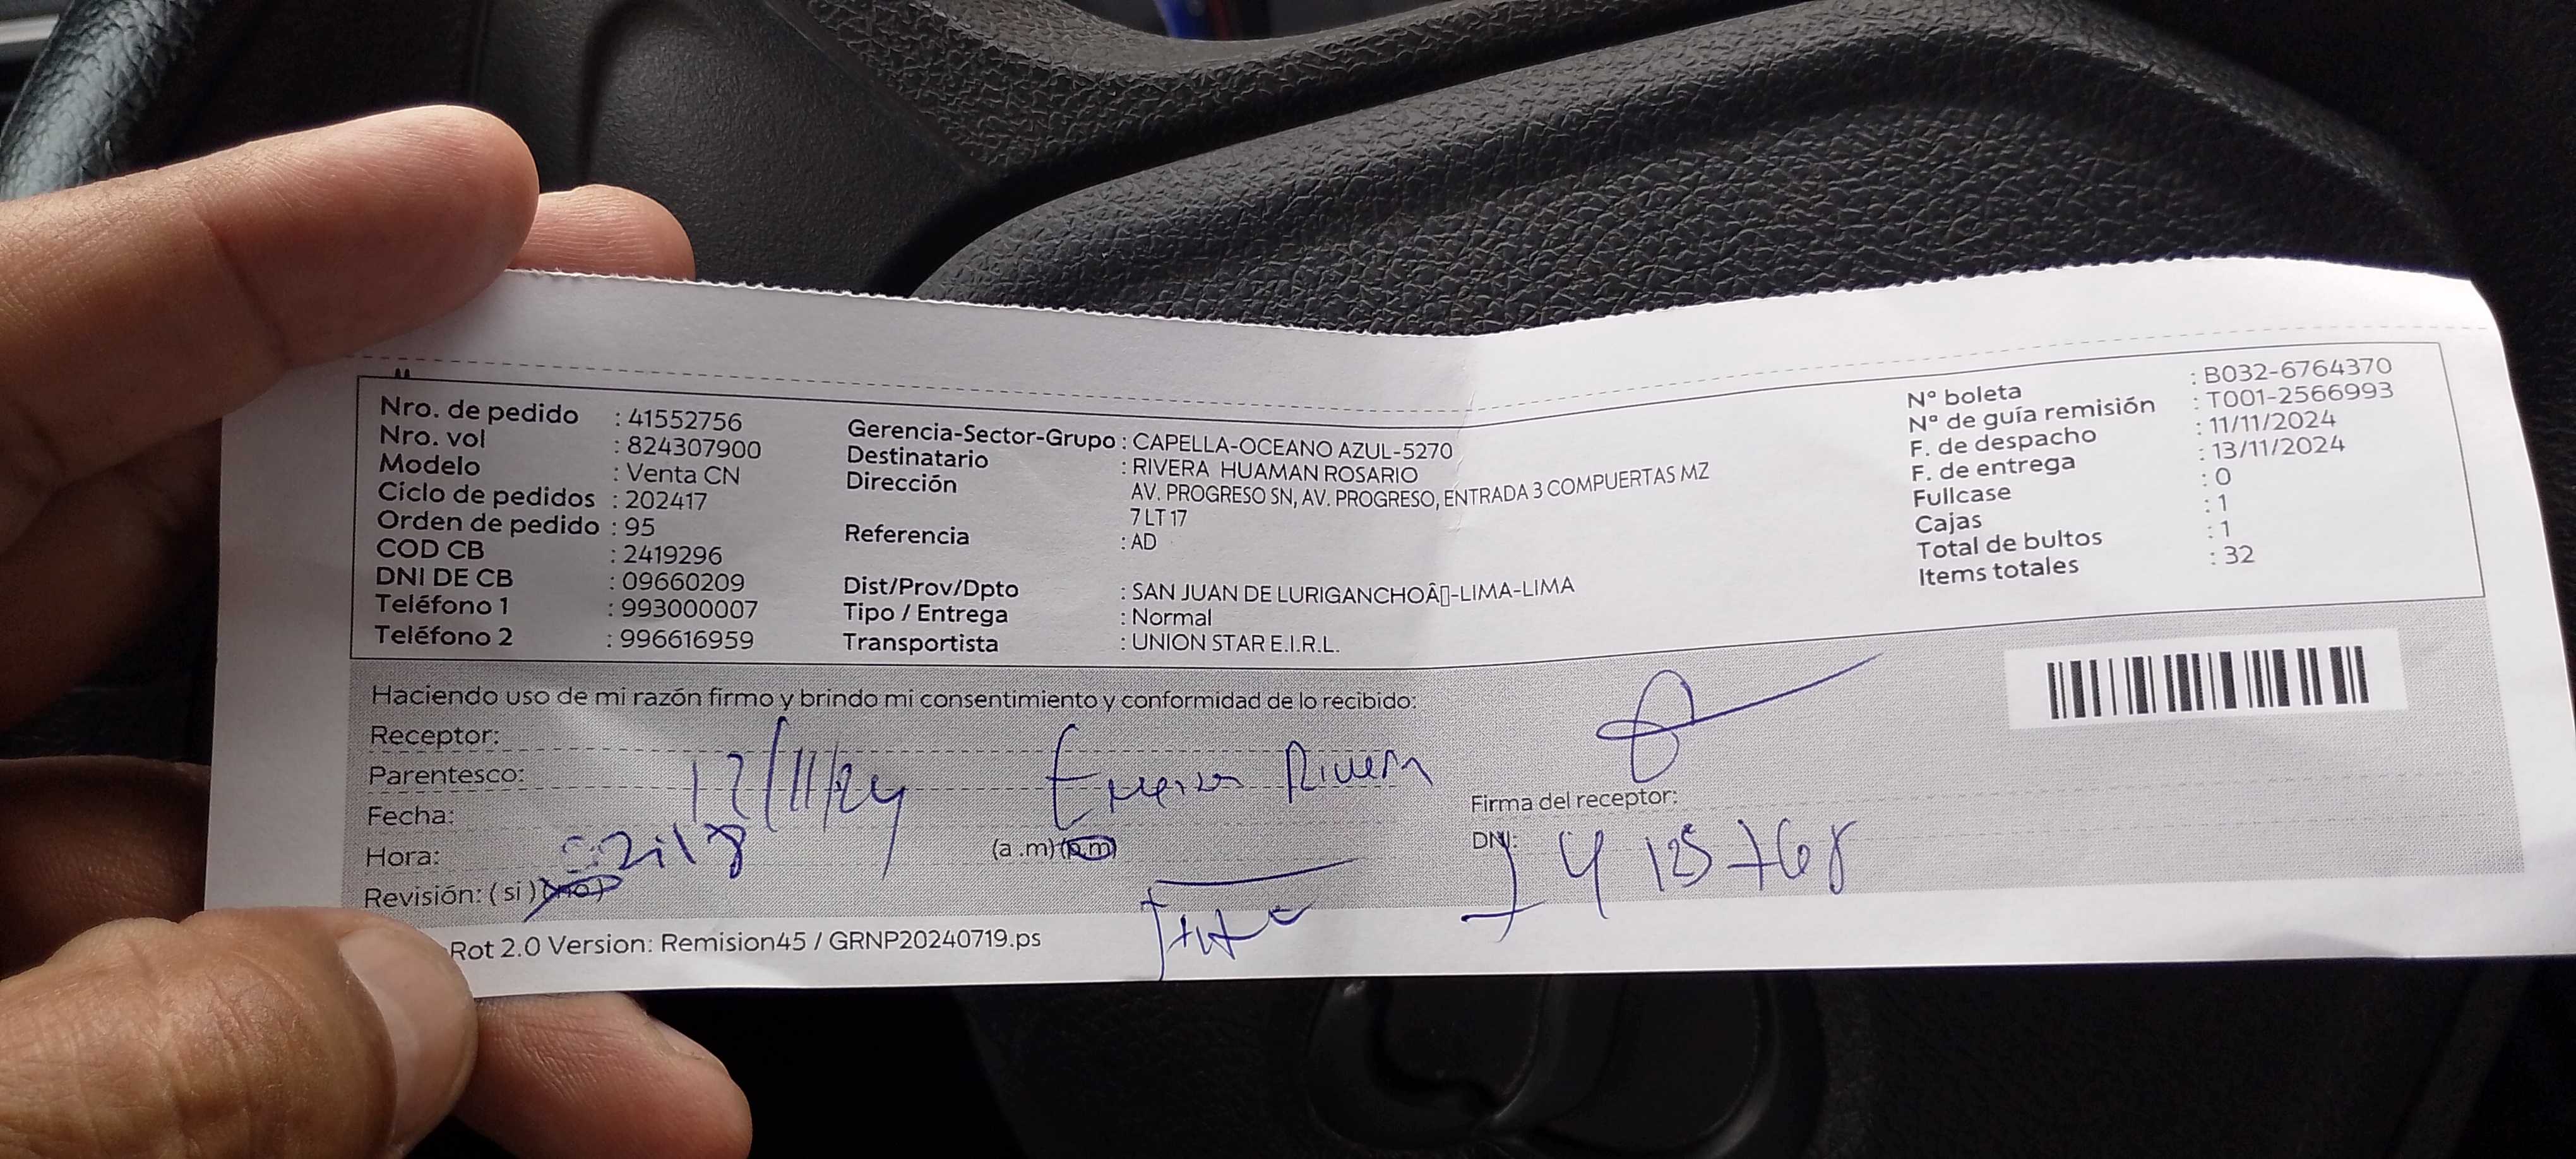 Nro. de pedido : 41552756
Nro. vol : 824307900
Modelo : Venta CN
Ciclo de pedidos : 202417
Orden de pedido : 95
COD CB : 2419296
DNI DE CB : 09660209
Teléfono 1 : 993000007
Teléfono 2 : 996616959
Gerencia-Sector-Grupo : CAPELLA-OCEANO AZUL-5270
Destinatario : RIVERA HUAMAN ROSARIO
Dirección AV. PROGRESO SN, AV. PROGRESO, ENTRADA 3 COMPUERTAS MZ
7 LT 17
Referencia : AD
Dist/Prov/Dpto : SAN JUAN DE LURIGANCHOÂ▯-LIMA-LIMA
Tipo / Entrega : Normal
Transportista : UNION STAR E.I.R.L.
N° boleta : B032-6764370
N° de guía remisión : T001-2566993
F. de despacho : 11/11/2024
F. de entrega : 13/11/2024
Fullcase : 0
Cajas : 1
Total de bultos : 1
Items totales : 32
Haciendo uso de mi razón firmo y brindo mi consentimiento y conformidad de lo recibido:
Receptor:
Parentesco: Rivera
Fecha: /11/24
Hora: (a .m) (p.m)
Revisión: ( si ) (no)
Firma del receptor:
DNI:
Rot 2.0 Version: Remision45 / GRNP20240719.ps